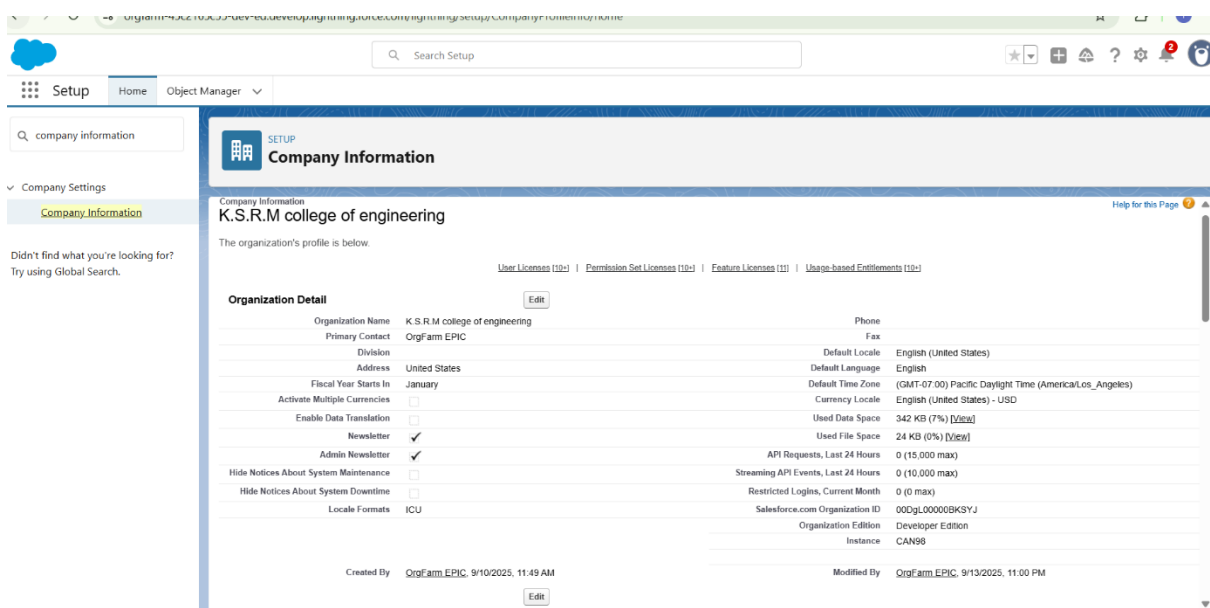 Search Setup
2
Setup Home Object Manager
company information
Company Settings
Company Information
Didn't find what you're looking for?
Try using Global Search.
SETUP
Company Information
Company Information
K.S.R.M college of engineering
Help for this Page
The organization's profile is below.
User Licenses [10+] | Permission Set Licenses [10+] | Feature Licenses [11] | Usage-based Entitlements [10+]
Organization Detail Edit
Organization Name K.S.R.M college of engineering Phone
Primary Contact OrgFarm EPIC Fax
Division Default Locale English (United States)
Address United States Default Language English
Fiscal Year Starts In January Default Time Zone (GMT-07:00) Pacific Daylight Time (America/Los_Angeles)
Activate Multiple Currencies Currency Locale English (United States) - USD
Enable Data Translation Used Data Space 342 KB (7%) [View]
Newsletter Used File Space 24 KB (0%) [View]
Admin Newsletter API Requests, Last 24 Hours 0 (15,000 max)
Hide Notices About System Maintenance Streaming API Events, Last 24 Hours 0 (10,000 max)
Hide Notices About System Downtime Restricted Logins, Current Month 0 (0 max)
Locale Formats ICU Salesforce.com Organization ID 00DgL00000BKSYJ
Organization Edition Developer Edition
Instance CAN98
Created By OrgFarm EPIC, 9/10/2025, 11:49 AM Modified By OrgFarm EPIC, 9/13/2025, 11:00 PM
Edit